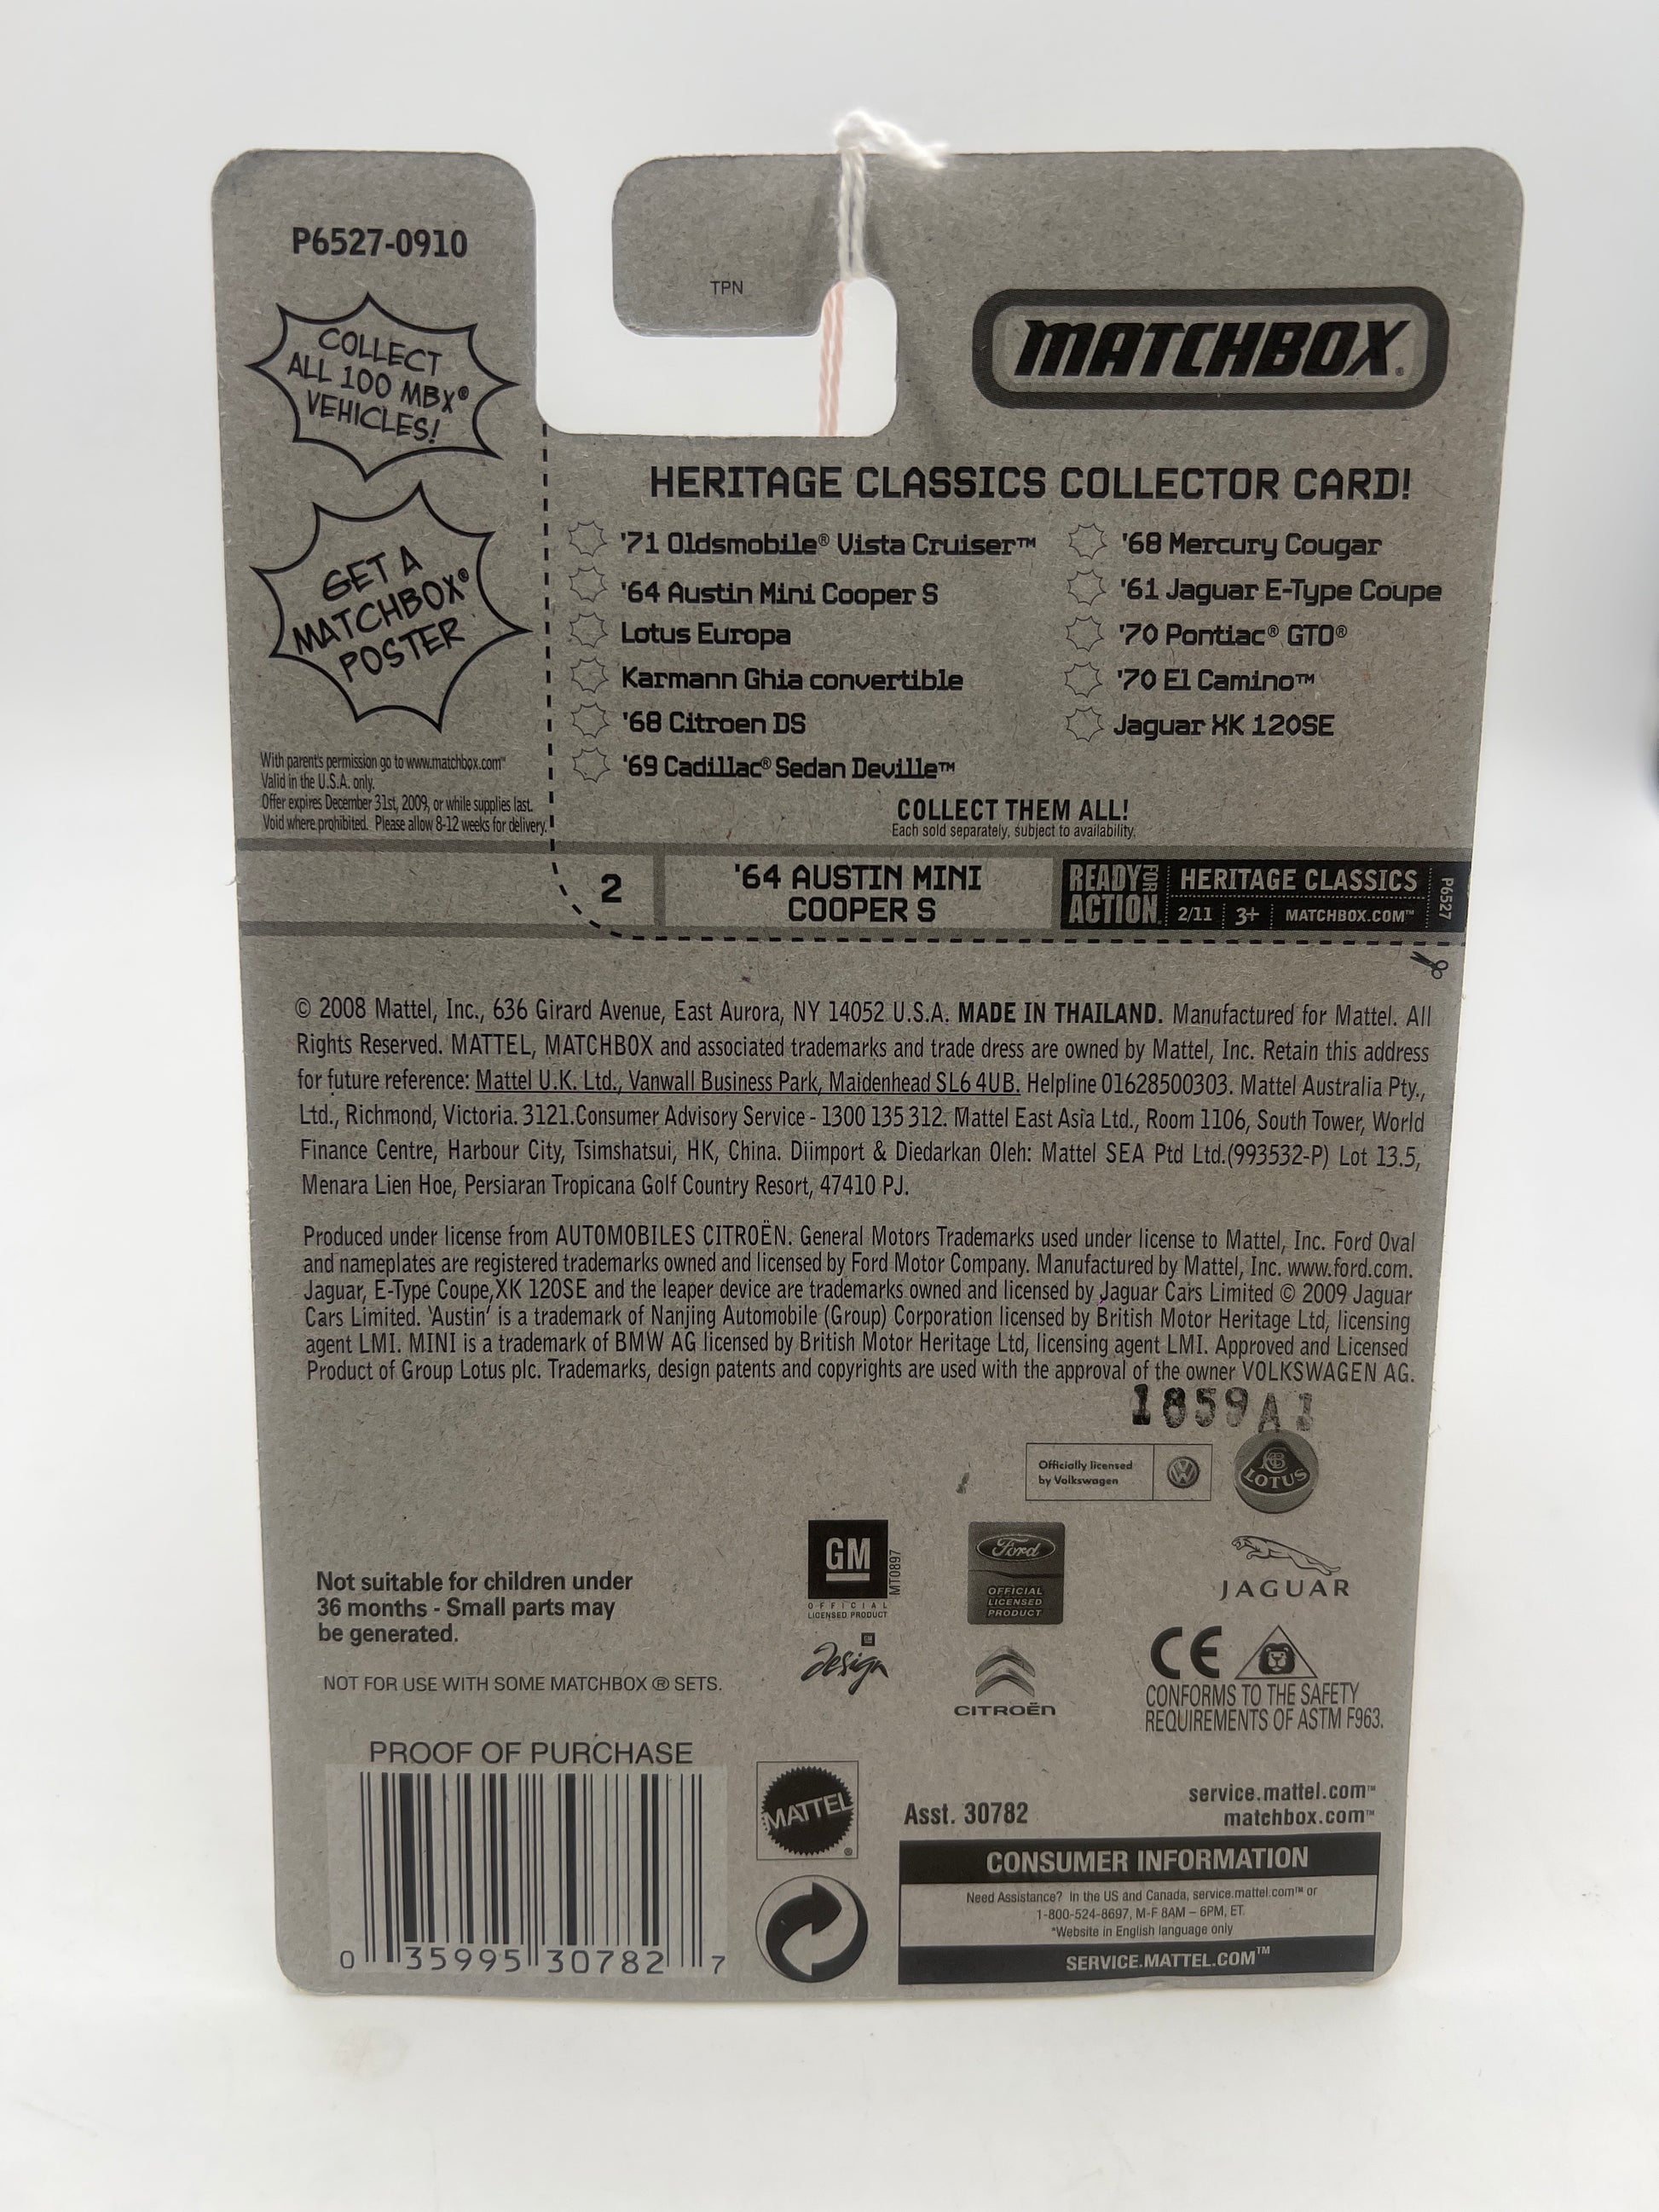 P6527-0910
TPN
COLLECT
ALL 100 MBX®
VEHICLES!
GET A
MATCHBOX®
POSTER
With parent's permission go to www.matchbox.com™
Valid in the U.S.A. only.
Offer expires December 31st, 2009, or while supplies last.
Void where prohibited. Please allow 8-12 weeks for delivery.
MATCHBOX®
HERITAGE CLASSICS COLLECTOR CARD!
'71 Oldsmobile® Vista Cruiser™
'64 Austin Mini Cooper S
Lotus Europa
Karmann Ghia convertible
'68 Citroen DS
'69 Cadillac® Sedan Deville™
'68 Mercury Cougar
'61 Jaguar E-Type Coupe
'70 Pontiac® GTO®
'70 El Camino™
Jaguar XK 120SE
COLLECT THEM ALL!
Each sold separately, subject to availability.
2
'64 AUSTIN MINI
COOPER S
READY FOR
ACTION
HERITAGE CLASSICS
2/11 3+ MATCHBOX.COM™
P6527
© 2008 Mattel, Inc., 636 Girard Avenue, East Aurora, NY 14052 U.S.A. MADE IN THAILAND. Manufactured for Mattel. All
Rights Reserved. MATTEL, MATCHBOX and associated trademarks and trade dress are owned by Mattel, Inc. Retain this address
for future reference: Mattel U.K. Ltd., Vanwall Business Park, Maidenhead SL6 4UB. Helpline 01628500303. Mattel Australia Pty.,
Ltd., Richmond, Victoria. 3121.Consumer Advisory Service - 1300 135 312. Mattel East Asia Ltd., Room 1106, South Tower, World
Finance Centre, Harbour City, Tsimshatsui, HK, China. Diimport & Diedarkan Oleh: Mattel SEA Ptd Ltd.(993532-P) Lot 13.5,
Menara Lien Hoe, Persiaran Tropicana Golf Country Resort, 47410 PJ.
Produced under license from AUTOMOBILES CITROËN. General Motors Trademarks used under license to Mattel, Inc. Ford Oval
and nameplates are registered trademarks owned and licensed by Ford Motor Company. Manufactured by Mattel, Inc. www.ford.com.
Jaguar, E-Type Coupe,XK 120SE and the leaper device are trademarks owned and licensed by Jaguar Cars Limited © 2009 Jaguar
Cars Limited. 'Austin' is a trademark of Nanjing Automobile (Group) Corporation licensed by British Motor Heritage Ltd, licensing
agent LMI. MINI is a trademark of BMW AG licensed by British Motor Heritage Ltd, licensing agent LMI. Approved and Licensed
Product of Group Lotus plc. Trademarks, design patents and copyrights are used with the approval of the owner VOLKSWAGEN AG.
1859A1
Officially licensed
by Volkswagen
LOTUS
GM
MT0897
OFFICIAL
LICENSED PRODUCT
Ford
OFFICIAL
LICENSED
PRODUCT
JAGUAR
GM
design
CITROËN
CE
CONFORMS TO THE SAFETY
REQUIREMENTS OF ASTM F963.
Not suitable for children under
36 months - Small parts may
be generated.
NOT FOR USE WITH SOME MATCHBOX ® SETS.
PROOF OF PURCHASE
0 35995 30782 7
MATTEL®
Asst. 30782
service.mattel.com™
matchbox.com™
CONSUMER INFORMATION
Need Assistance? In the US and Canada, service.mattel.com™ or
1-800-524-8697, M-F 8AM – 6PM, ET.
*Website in English language only
SERVICE.MATTEL.COM™